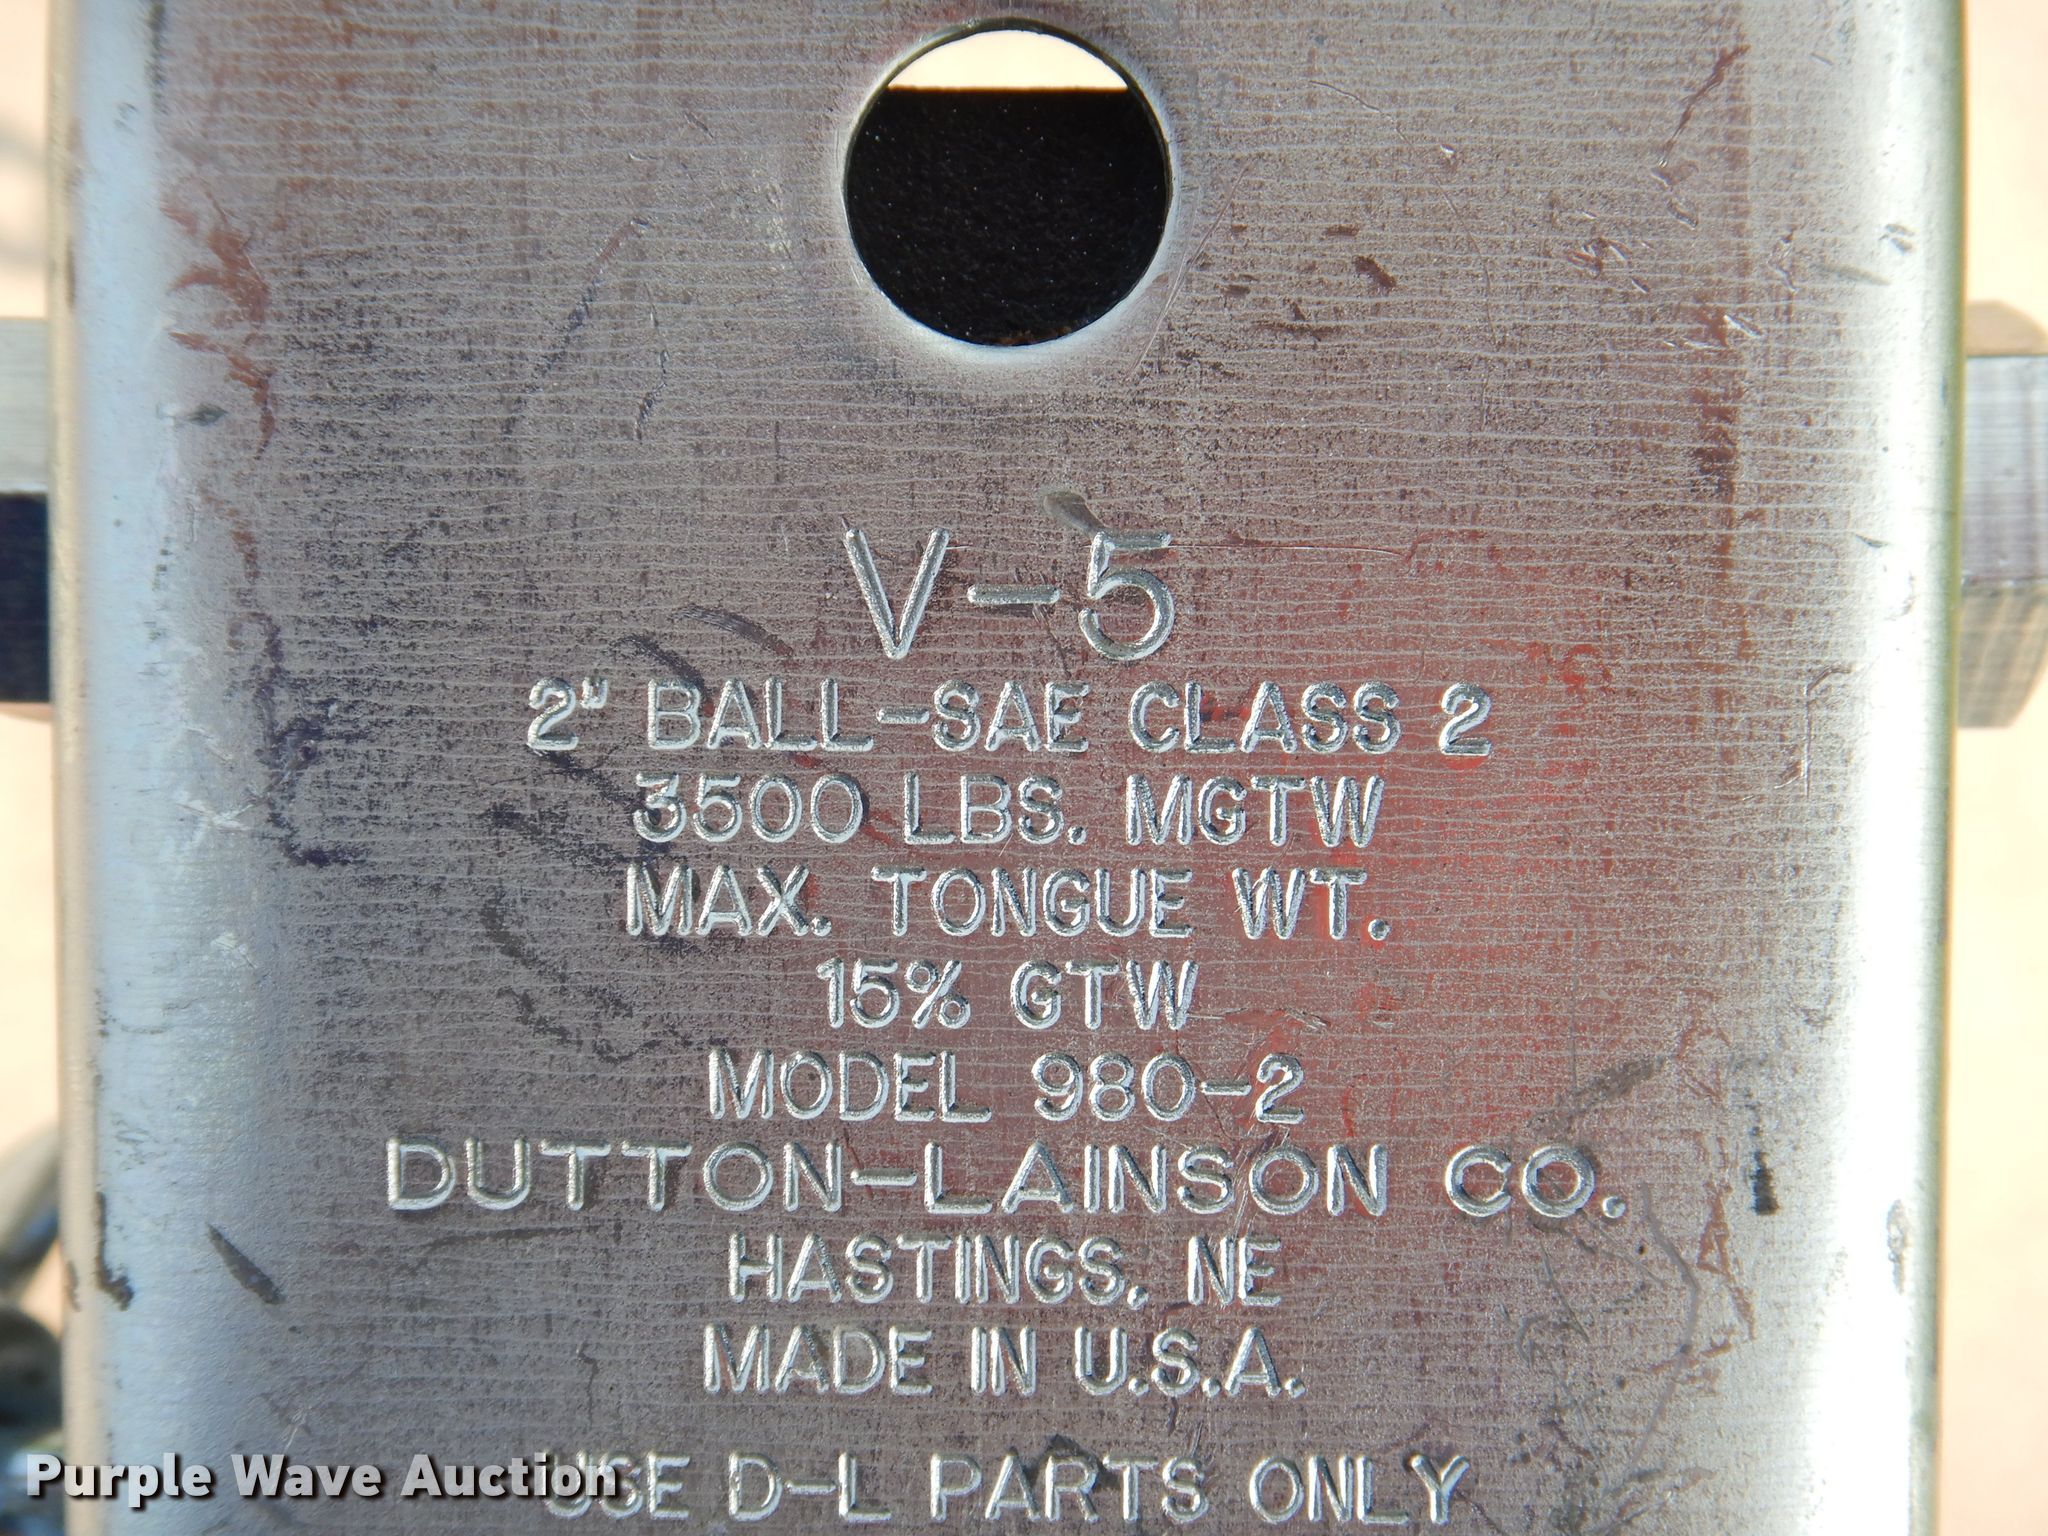 V-5
2" BALL-SAE CLASS 2
3500 LBS. MGTW
MAX. TONGUE WT.
15% GTW
MODEL 980-2
DUTTON-LAINSON CO.
HASTINGS, NE
MADE IN U.S.A.
USE D-L PARTS ONLY
Purple Wave Auction